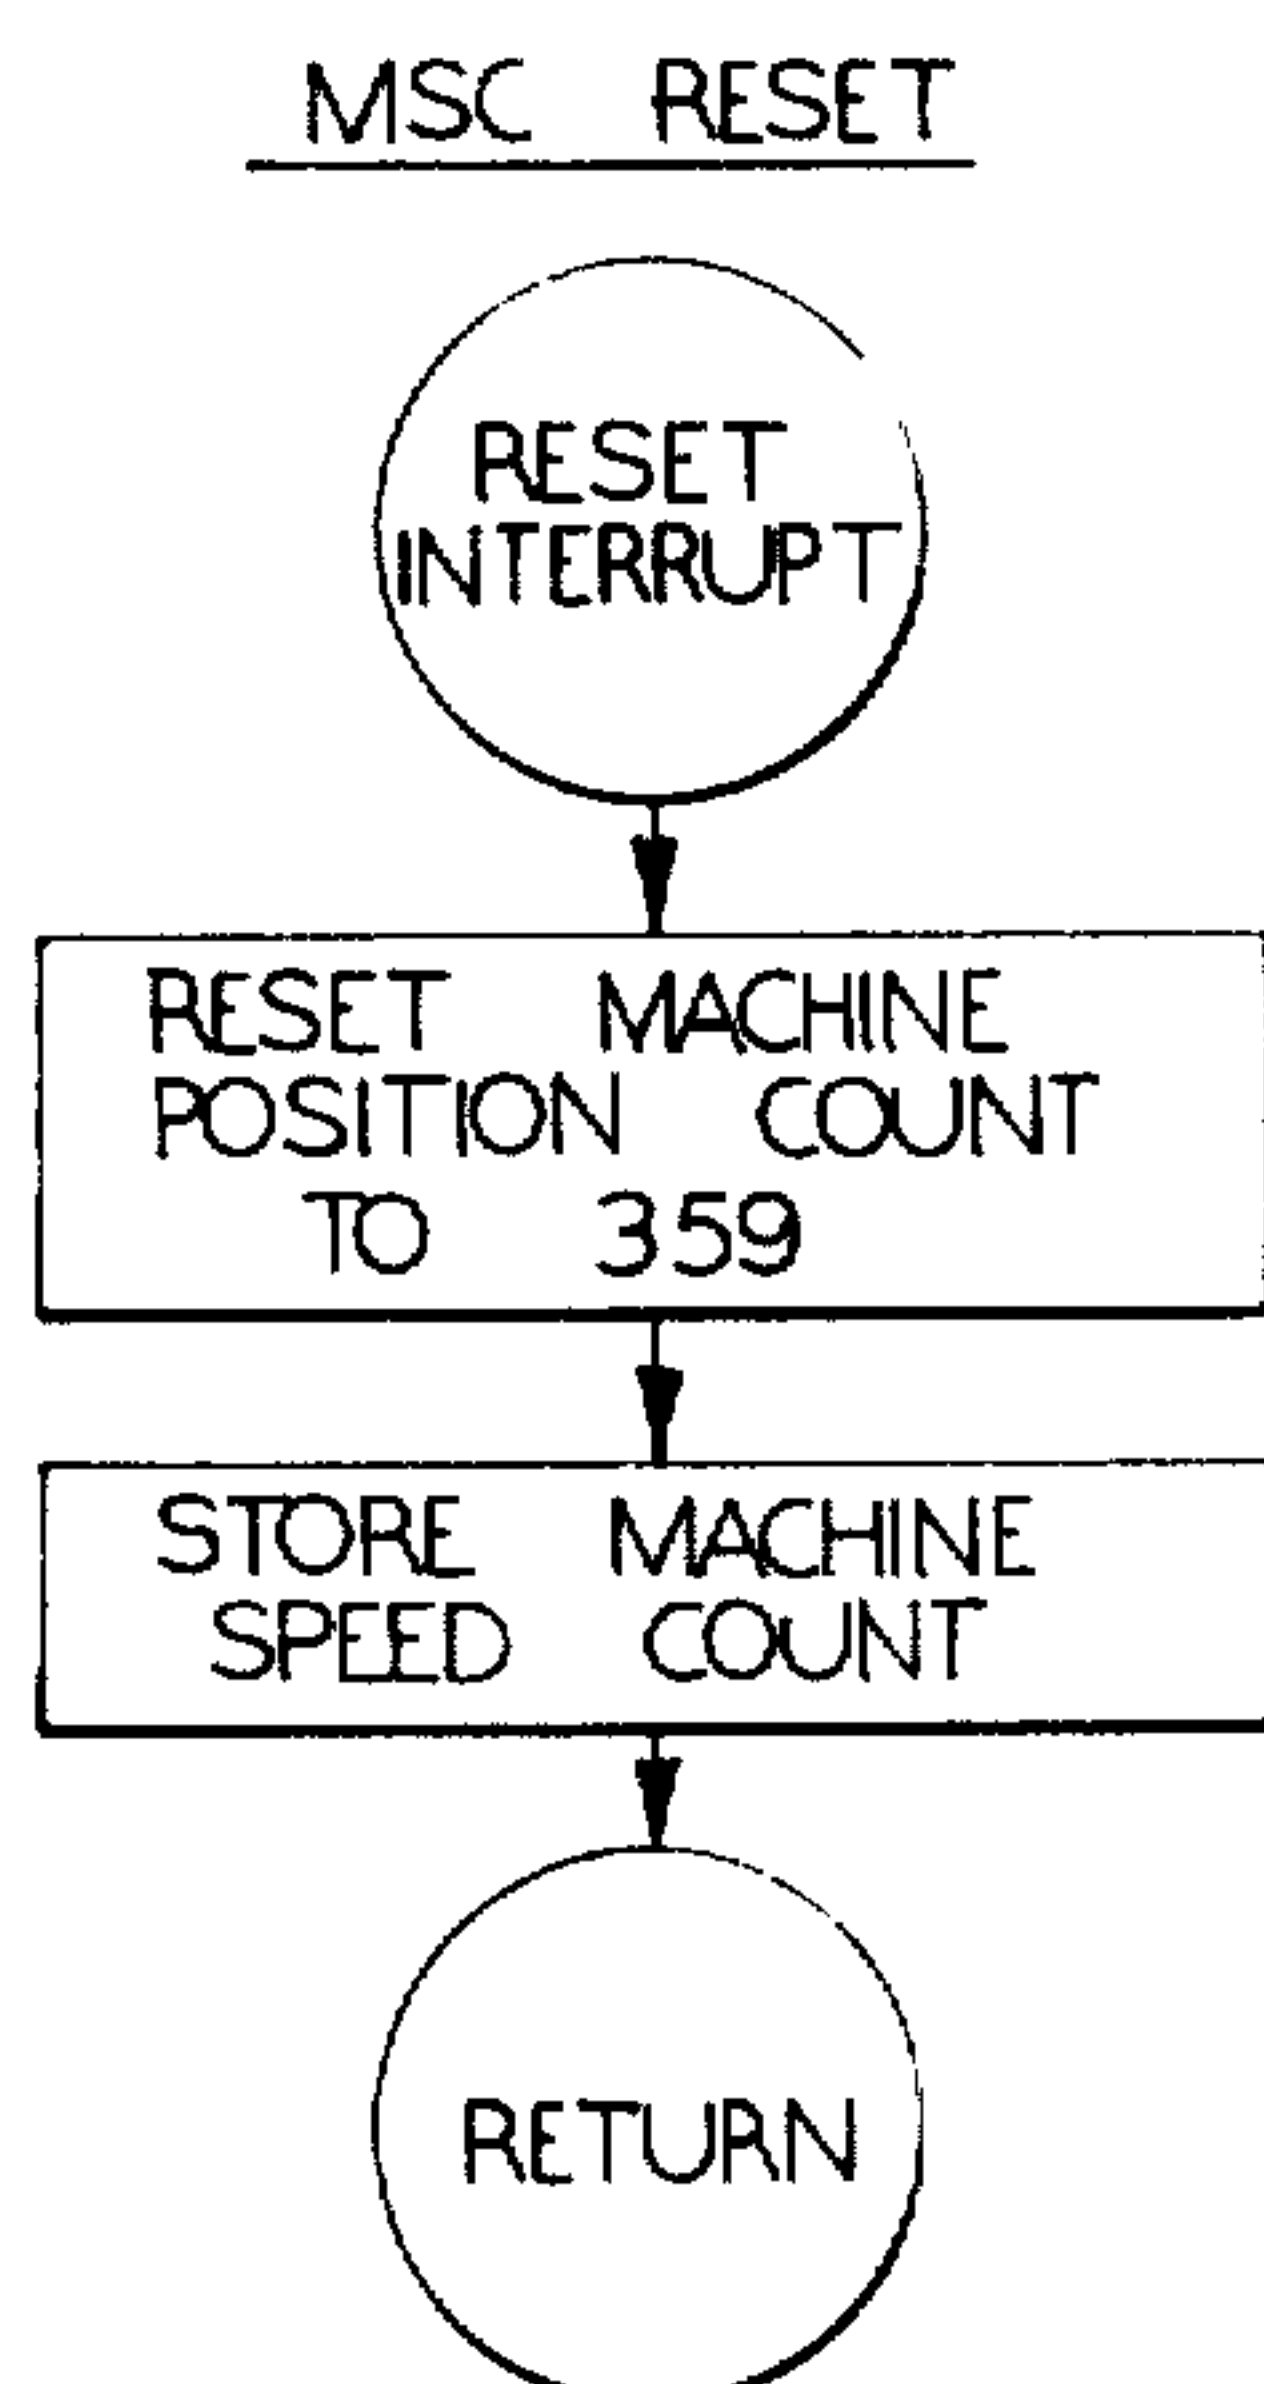 MSC RESET
RESET
INTERRUPT
RESET MACHINE
POSITION COUNT
TO 359
STORE MACHINE
SPEED COUNT
RETURN